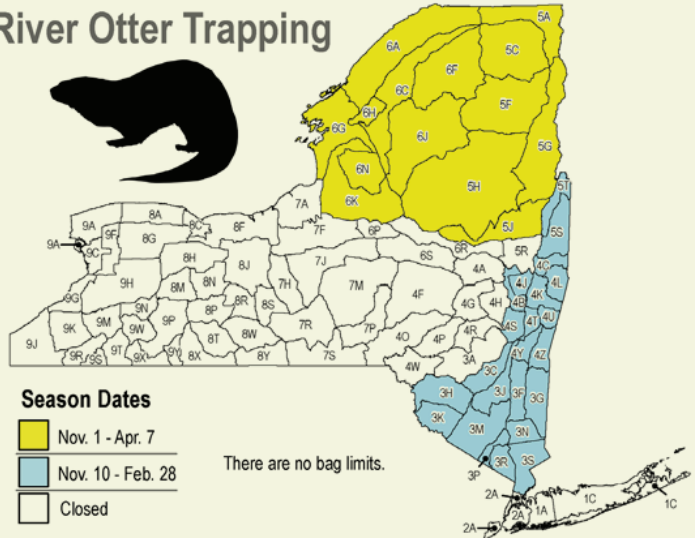 River Otter Trapping
5A
6A
5C
6F
6C
5F
6H
6G
6J
5G
6N
5H
6K
5T
7A
5J
8A
9A
8C
8F
7F
6P
5S
9F
8G
9A
9C
6R
5R
6S
4C
8H
7J
4A
8J
4J
4L
9H
8M
8N
7H
7M
4F
4K
9G
8R
8S
4G
4H
4B
9N
8P
9K
9M
9W
9P
7R
4S
4T
4U
8T
8W
7P
4O
4P
4R
9J
9R
9S
9T
9X
9Y
8X
8Y
7S
3A
4Y
4Z
4W
3C
3H
3J
3F
3G
3K
3M
3N
3R
3S
3P
2A
1C
1C
1A
2A
2A
Season Dates
Nov. 1 - Apr. 7
Nov. 10 - Feb. 28
Closed
There are no bag limits.